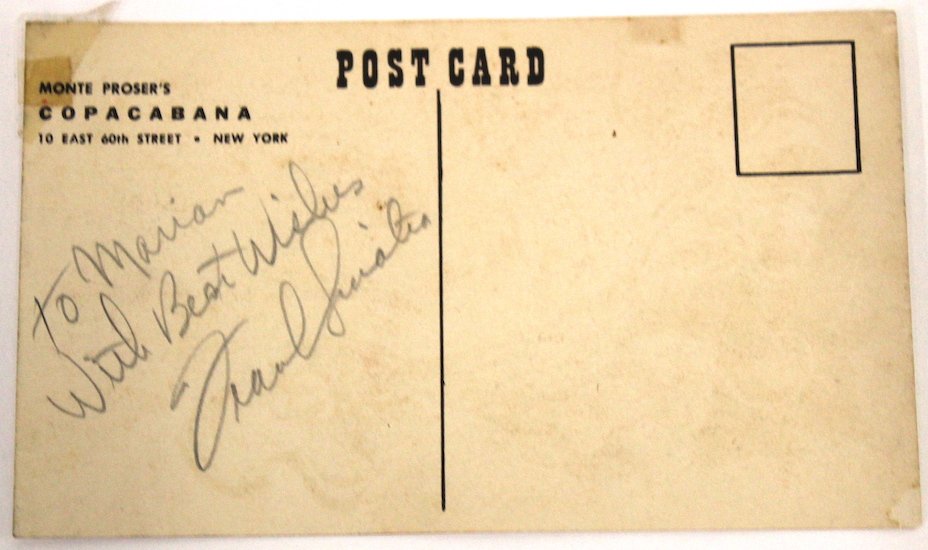 POST CARD
MONTE PROSER'S
COPACABANA
10 EAST 60th STREET • NEW YORK
To Marian
With Best Wishes
Frank Sinatra